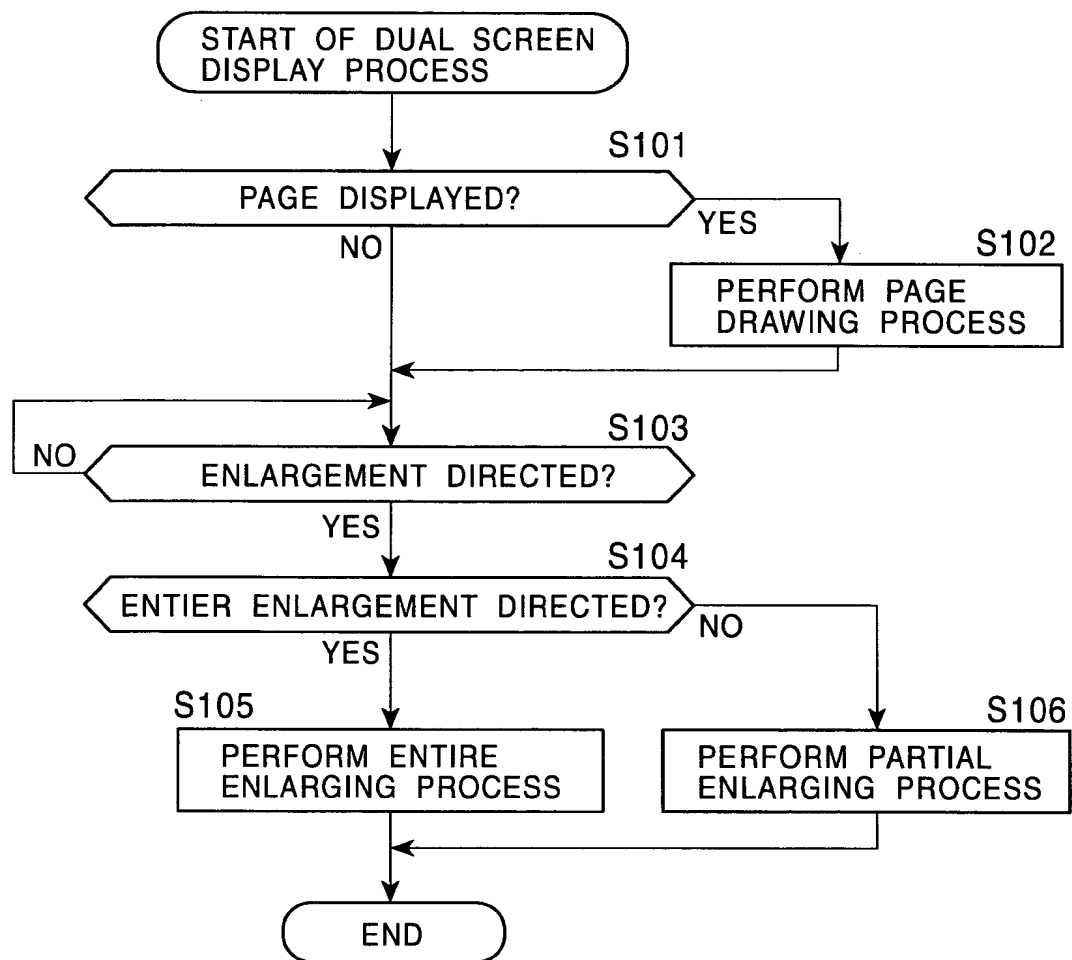 START OF DUAL SCREEN
DISPLAY PROCESS
S101
PAGE DISPLAYED?
YES
NO
S102
PERFORM PAGE
DRAWING PROCESS
S103
NO
ENLARGEMENT DIRECTED?
YES
S104
ENTIER ENLARGEMENT DIRECTED?
NO
YES
S105
PERFORM ENTIRE
ENLARGING PROCESS
S106
PERFORM PARTIAL
ENLARGING PROCESS
END